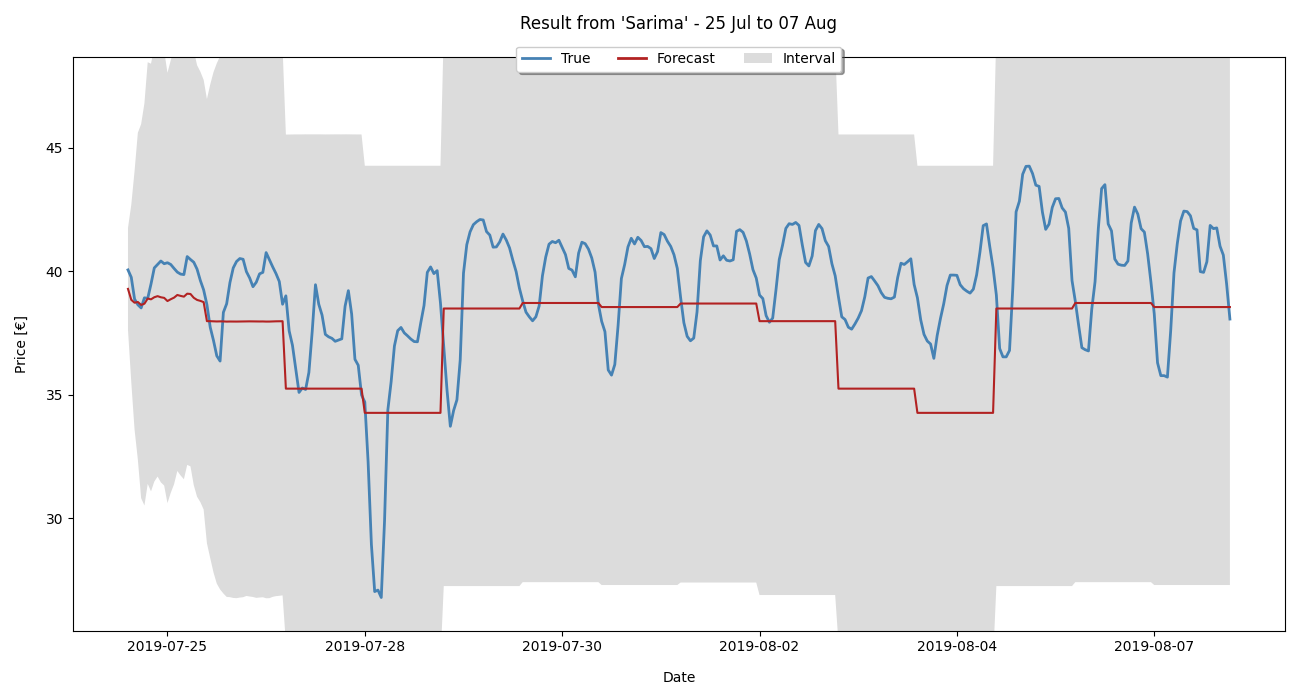 Result from 'Sarima' - 25 Jul to 07 Aug
True Forecast Interval
Price [€]
45
40
35
30
2019-07-25 2019-07-28 2019-07-30 2019-08-02 2019-08-04 2019-08-07
Date